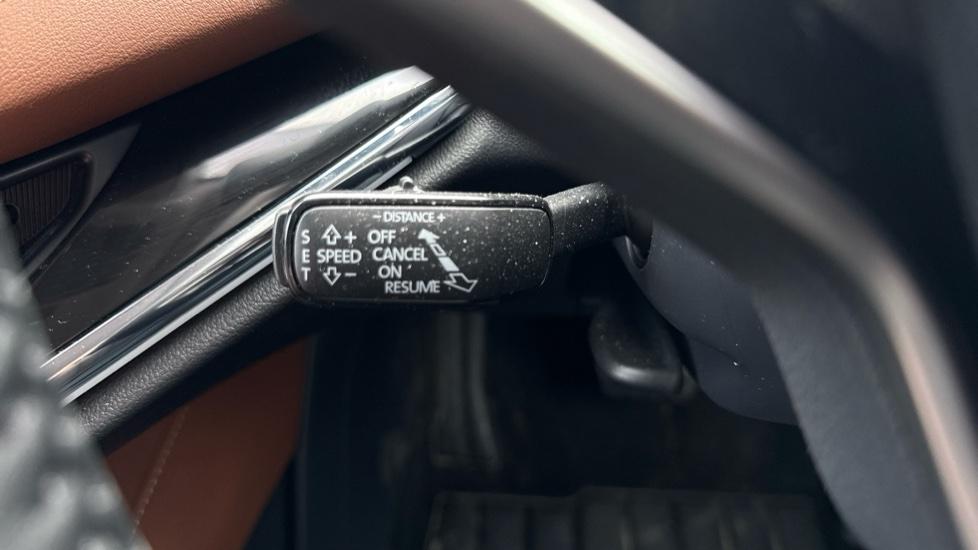 - DISTANCE +
S ⇧ + OFF
E SPEED CANCEL
T ⇩ - ON
RESUME